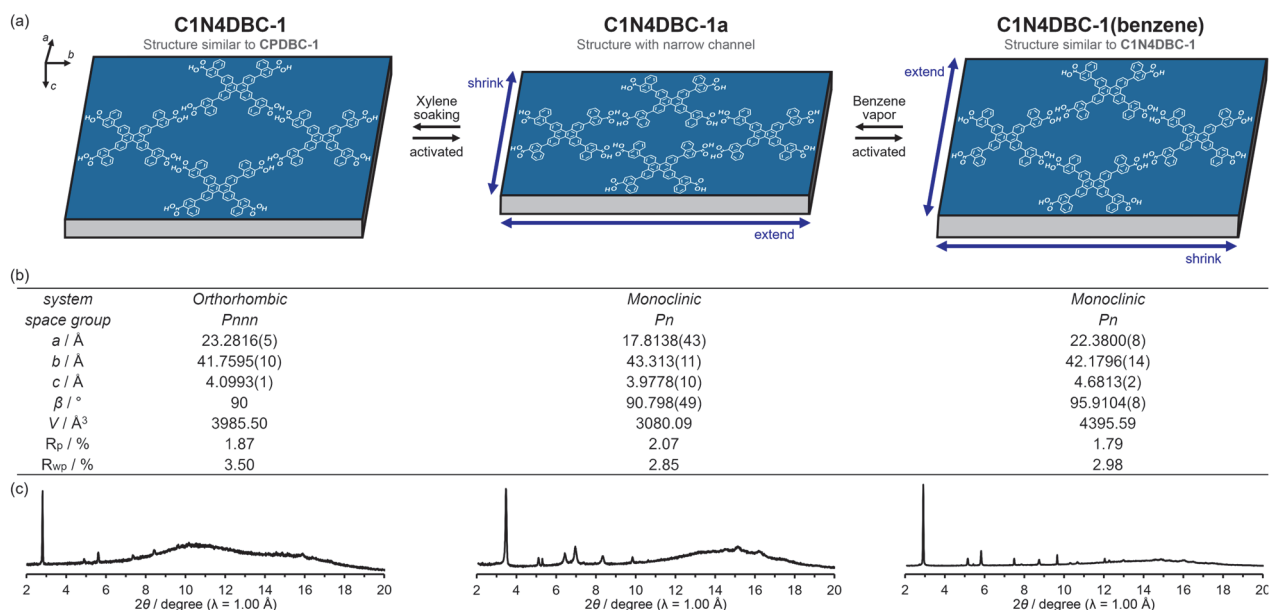 (a)
C1N4DBC-1
Structure similar to CPDBC-1
C1N4DBC-1a
Structure with narrow channel
C1N4DBC-1(benzene)
Structure similar to C1N4DBC-1
a
b
c
Xylene
soaking
activated
shrink
extend
Benzene
vapor
activated
extend
shrink
(b)
system Orthorhombic Monoclinic Monoclinic
space group Pnnn Pn Pn
a / Å 23.2816(5) 17.8138(43) 22.3800(8)
b / Å 41.7595(10) 43.313(11) 42.1796(14)
c / Å 4.0993(1) 3.9778(10) 4.6813(2)
β / ° 90 90.798(49) 95.9104(8)
V / Å³ 3985.50 3080.09 4395.59
Rp / % 1.87 2.07 1.79
Rwp / % 3.50 2.85 2.98
(c)
2 4 6 8 10 12 14 16 18 20
2θ / degree (λ = 1.00 Å)
2 4 6 8 10 12 14 16 18 20
2θ / degree (λ = 1.00 Å)
2 4 6 8 10 12 14 16 18 20
2θ / degree (λ = 1.00 Å)